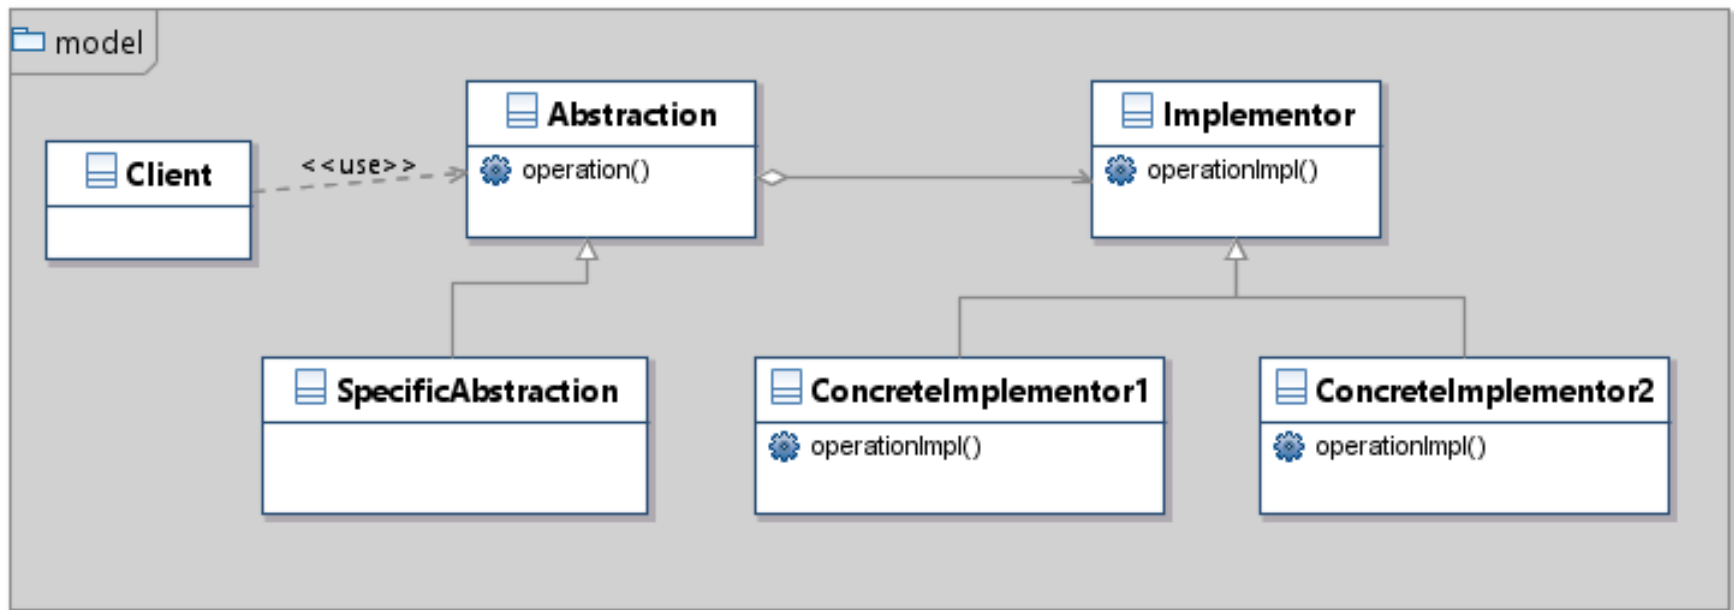 model
Client
<<use>>
Abstraction
operation()
Implementor
operationImpl()
SpecificAbstraction
ConcreteImplementor1
operationImpl()
ConcreteImplementor2
operationImpl()